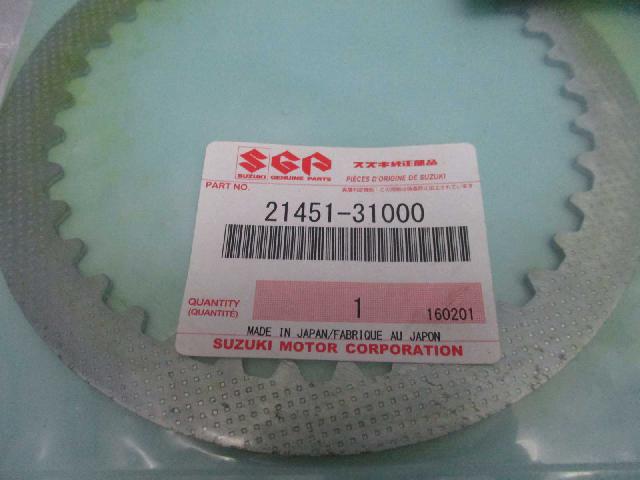 SGP スズキ純正部品
SUZUKI GENUINE PARTS PIÈCES D'ORIGINE DE SUZUKI
PART NO.
21451-31000
QUANTITY
(QUANTITÉ)
1 160201
MADE IN JAPAN/FABRIQUE AU JAPON
SUZUKI MOTOR CORPORATION